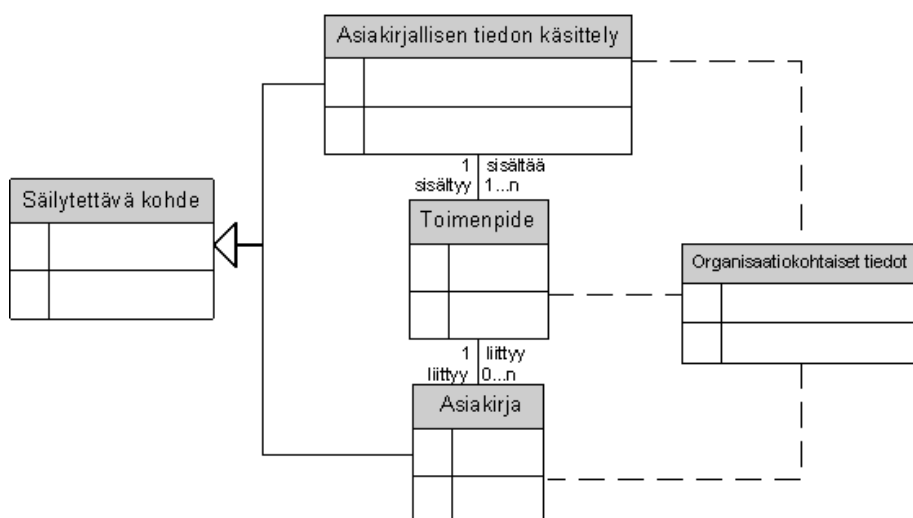 Asiakirjallisen tiedon käsittely
1 sisältää
sisältyy 1...n
Säilytettävä kohde
Toimenpide
Organisaatiokohtaiset tiedot
1 liittyy
liittyy 0...n
Asiakirja